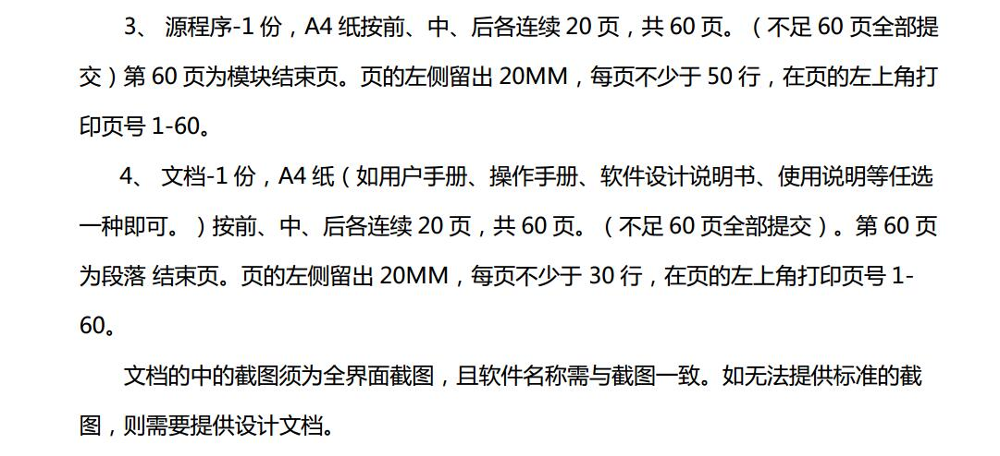 3、 源程序-1 份，A4 纸按前、中、后各连续 20 页，共 60 页。（不足 60 页全部提
交）第 60 页为模块结束页。页的左侧留出 20MM，每页不少于 50 行，在页的左上角打
印页号 1-60。
4、 文档-1 份，A4 纸（如用户手册、操作手册、软件设计说明书、使用说明等任选
一种即可。）按前、中、后各连续 20 页，共 60 页。（不足 60 页全部提交）。第 60 页
为段落 结束页。页的左侧留出 20MM，每页不少于 30 行，在页的左上角打印页号 1-
60。
文档的中的截图须为全界面截图，且软件名称需与截图一致。如无法提供标准的截
图，则需要提供设计文档。